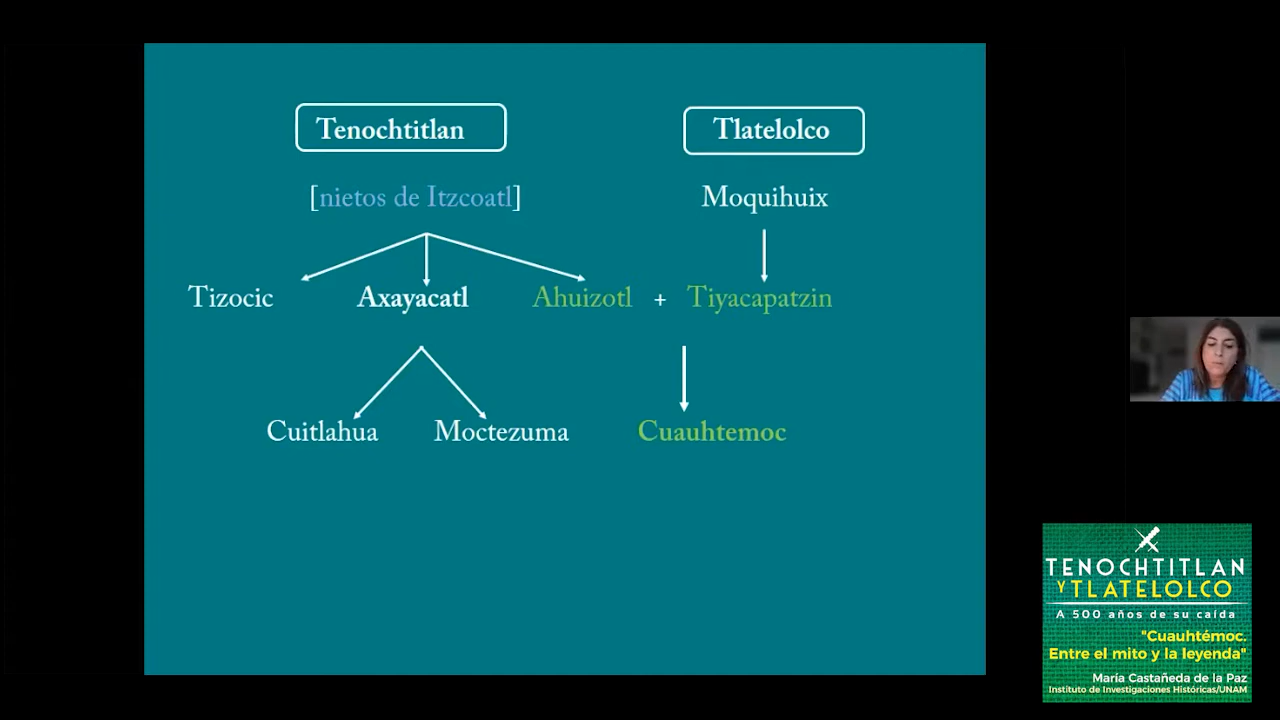 Tenochtitlan
Tlatelolco
[nietos de Itzcoatl]
Moquihuix
Tizocic
Axayacatl
Ahuizotl + Tiyacapatzin
Cuitlahua
Moctezuma
Cuauhtemoc
TENOCHTITLAN
Y TLATELOLCO
A 500 años de su caída
"Cuauhtémoc.
Entre el mito y la leyenda"
María Castañeda de la Paz
Instituto de Investigaciones Históricas/UNAM